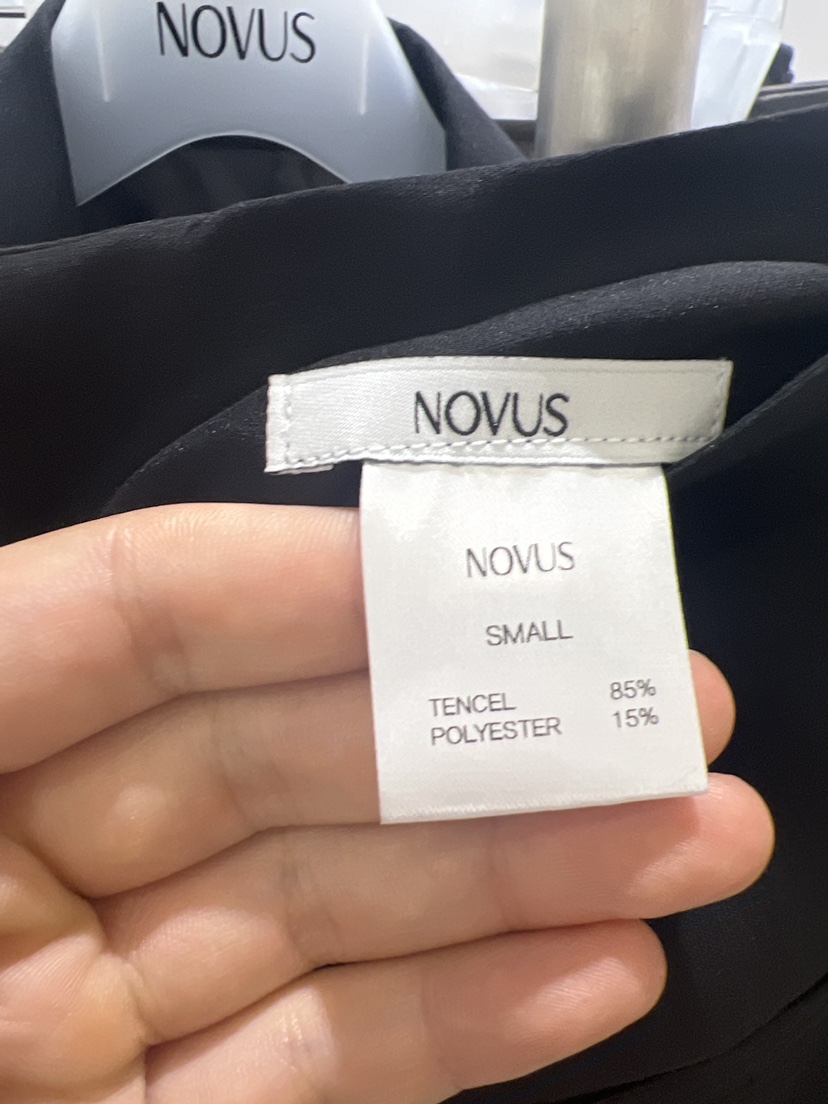 NOVUS
NOVUS
NOVUS
SMALL
TENCEL 85%
POLYESTER 15%